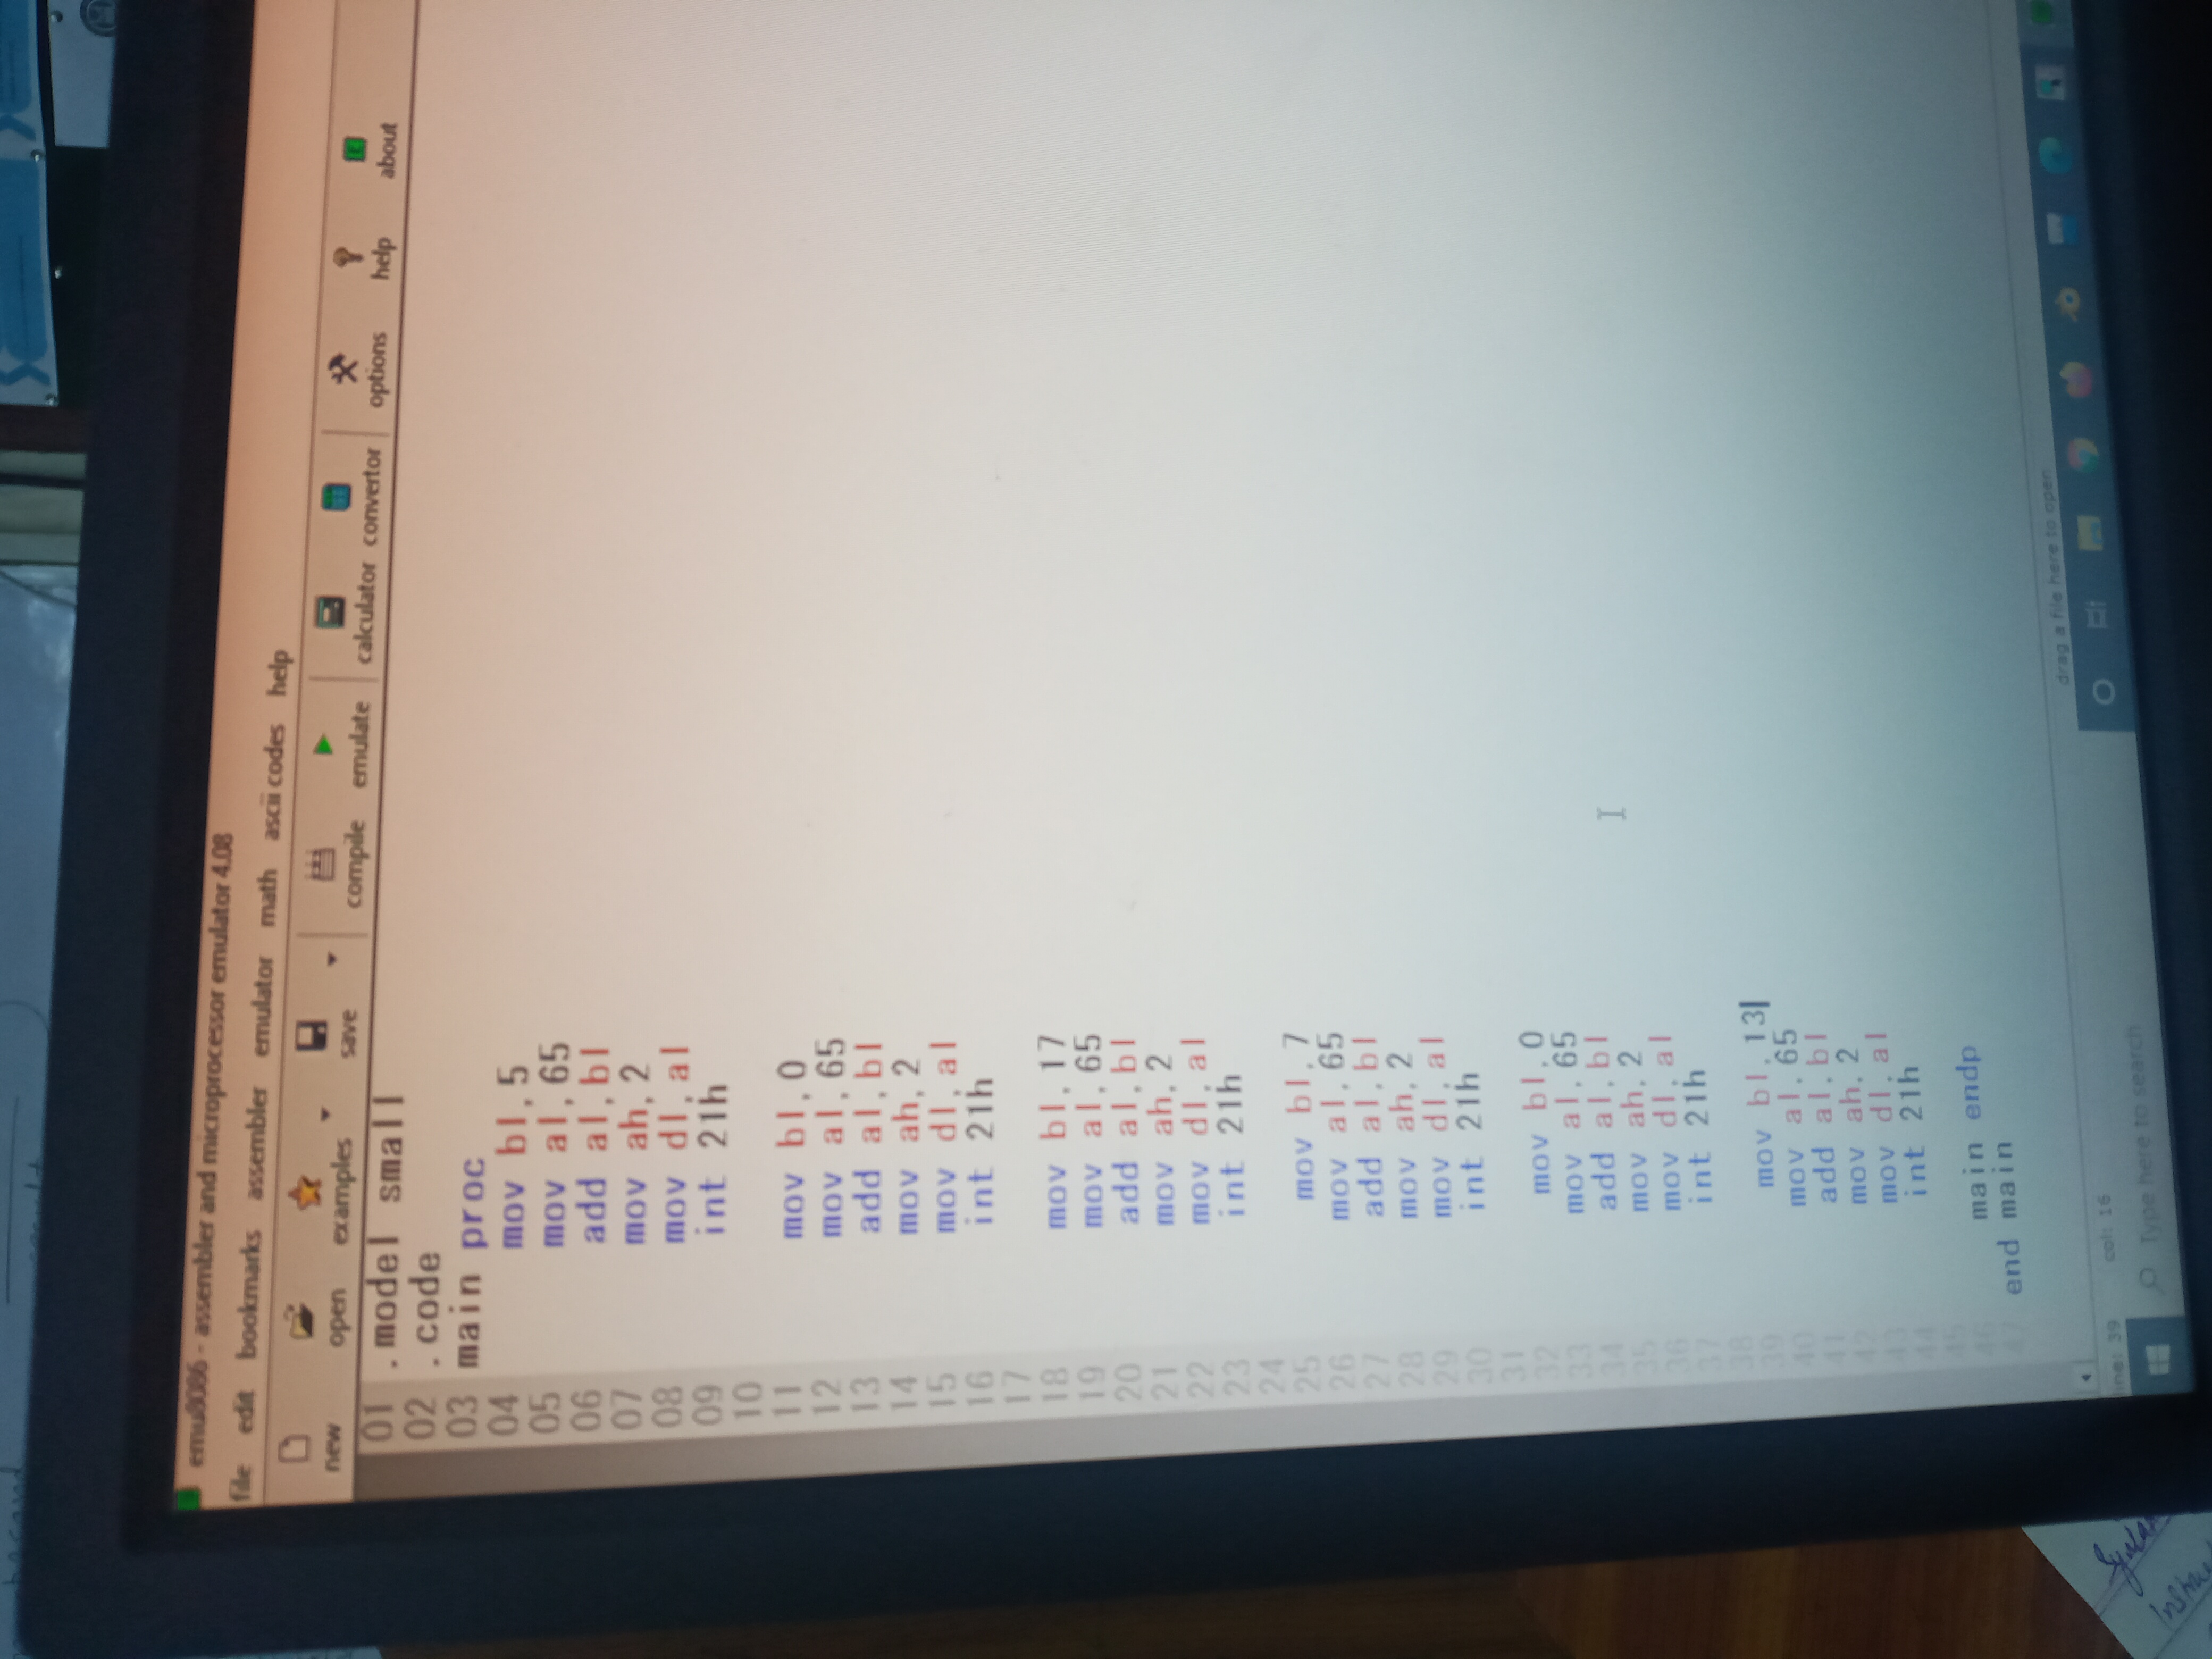 emu8086 - assembler and microprocessor emulator 4.08
file edit bookmarks assembler emulator math ascii codes help
new open examples save compile emulate calculator convertor options help about
01 .model small
02 .code
03 main proc
04 mov bl,5
05 mov al,65
06 add al,bl
07 mov ah,2
08 mov dl,al
09 int 21h
10
11 mov bl,0
12 mov al,65
13 add al,bl
14 mov ah,2
15 mov dl,al
16 int 21h
17
18 mov bl,17
19 mov al,65
20 add al,bl
21 mov ah,2
22 mov dl,al
23 int 21h
24
25 mov bl,7
26 mov al,65
27 add al,bl
28 mov ah,2
29 mov dl,al
30 int 21h
31
32 mov bl,0
33 mov al,65
34 add al,bl
35 mov ah,2
36 mov dl,al
37 int 21h
38
39 mov bl,13
40 mov al,65
41 add al,bl
42 mov ah,2
43 mov dl,al
44 int 21h
45
46 main endp
47 end main
drag a file here to open
line: 39 col: 16
Type here to search